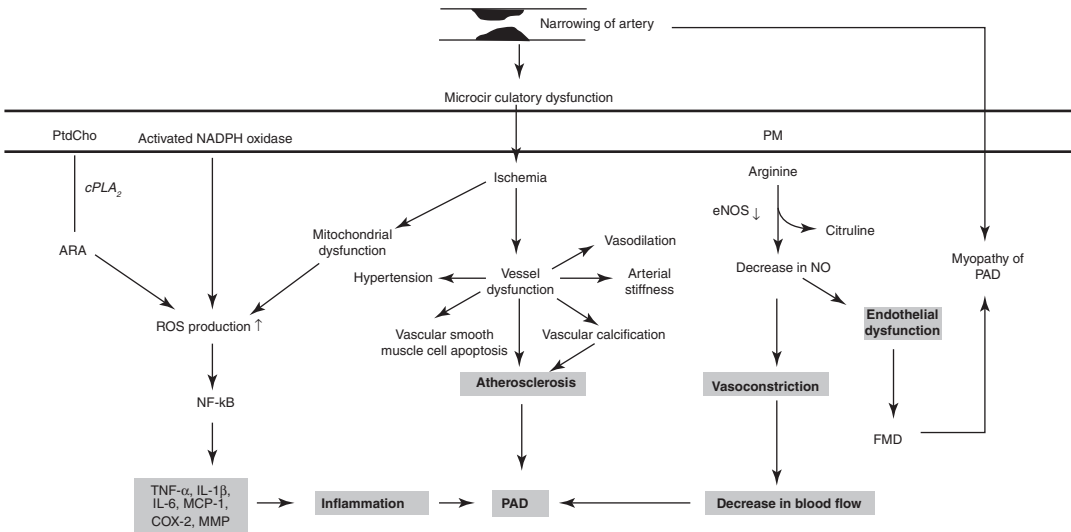 Narrowing of artery
Microcir culatory dysfunction
PtdCho
Activated NADPH oxidase
PM
cPLA2
Ischemia
Arginine
eNOS ↓
Citruline
ARA
Mitochondrial
dysfunction
Vasodilation
Hypertension
Vessel
dysfunction
Arterial
stiffness
Decrease in NO
Myopathy of
PAD
ROS production ↑
Vascular smooth
muscle cell apoptosis
Vascular calcification
Endothelial
dysfunction
Atherosclerosis
Vasoconstriction
NF-kB
FMD
TNF-α, IL-1β,
IL-6, MCP-1,
COX-2, MMP
Inflammation
PAD
Decrease in blood flow